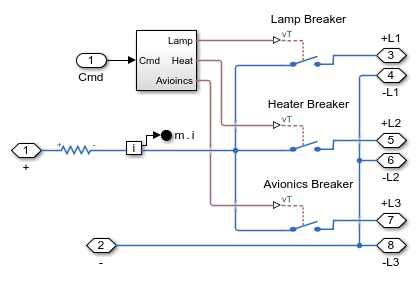 Lamp Breaker
+L1
Lamp
vT
1
Cmd
Heat
3
Cmd
Avioincs
4
-L1
Heater Breaker
+L2
vT
m.i
5
1
+ -
i
6
+
-L2
Avionics Breaker
+L3
vT
7
2
8
-
-L3